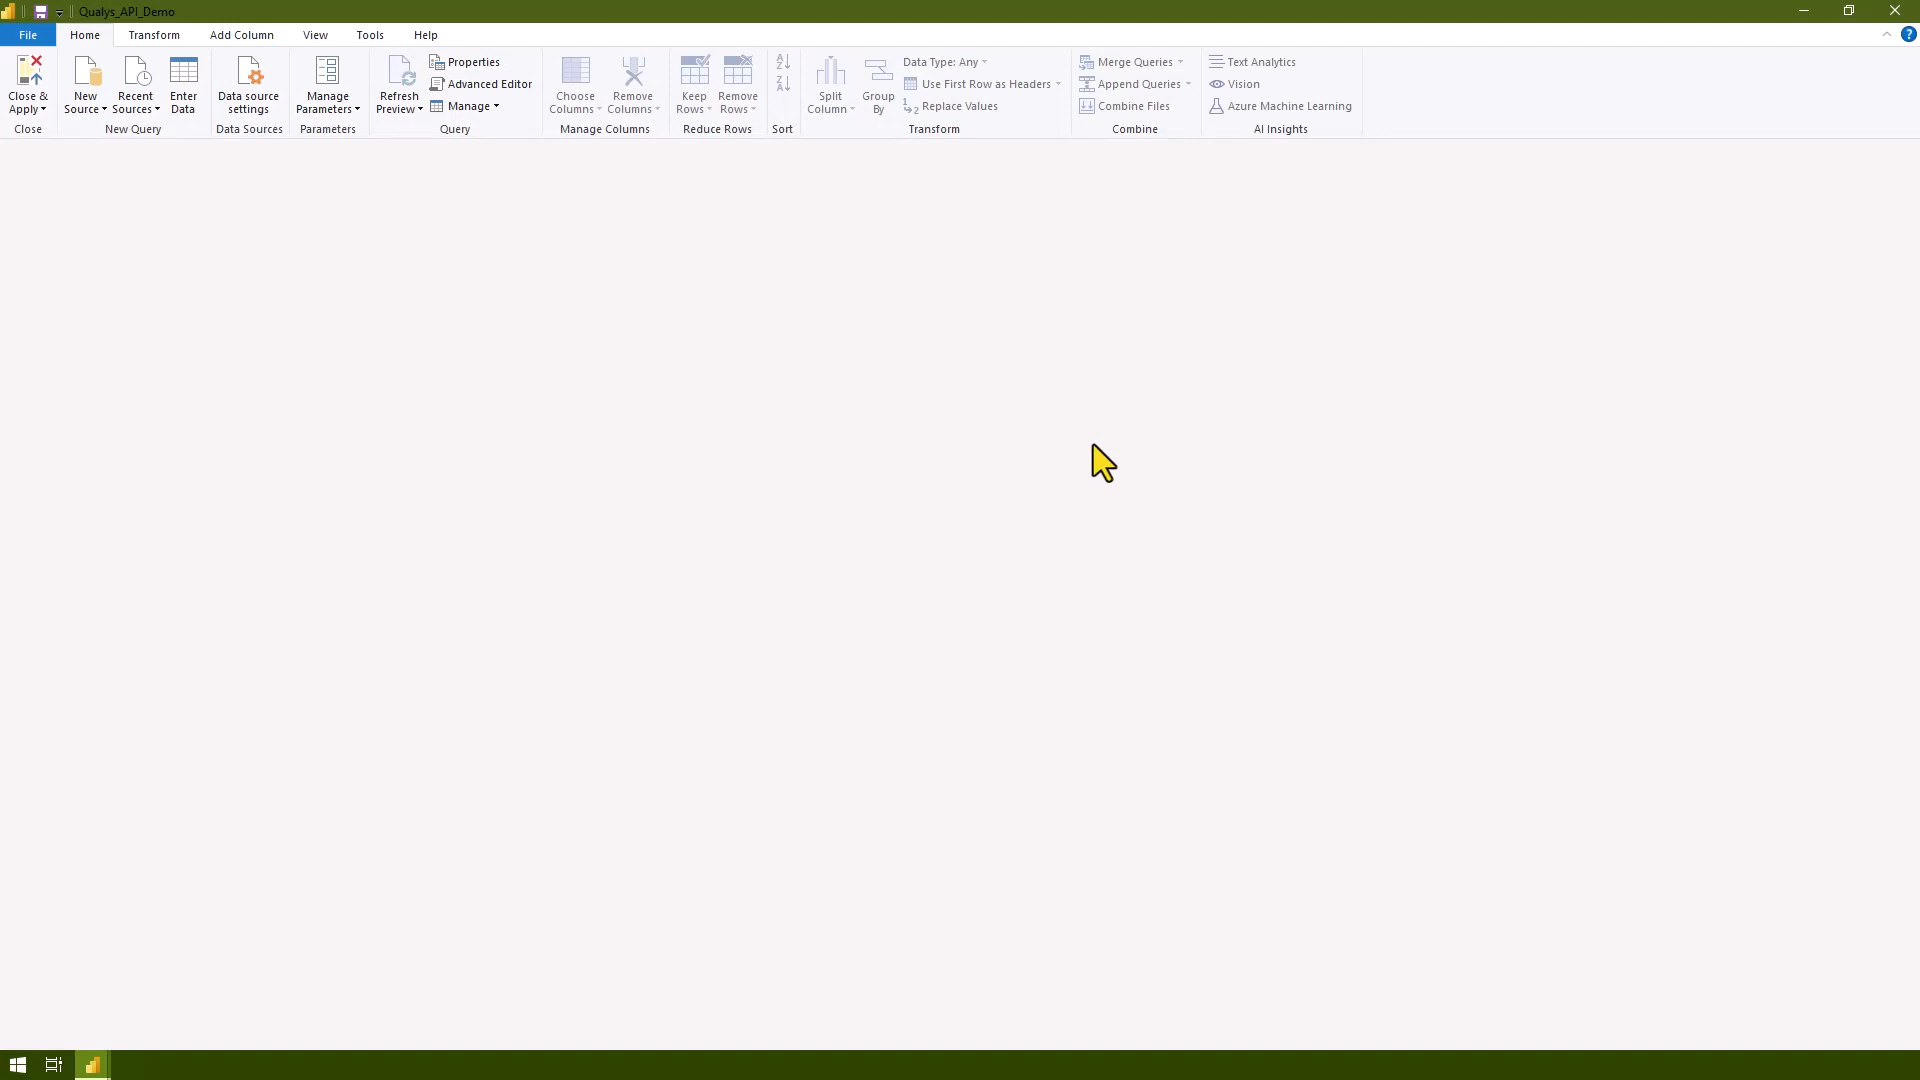 Qualys_API_Demo
File Home Transform Add Column View Tools Help
Close & Apply
New Source
Recent Sources
Enter Data
Data source settings
Manage Parameters
Refresh Preview
Properties
Advanced Editor
Manage
Choose Columns
Remove Columns
Keep Rows
Remove Rows
A Z
Z A
Split Column
Group By
Data Type: Any
Use First Row as Headers
1 2 Replace Values
Merge Queries
Append Queries
Combine Files
Text Analytics
Vision
Azure Machine Learning
Close New Query Data Sources Parameters Query Manage Columns Reduce Rows Sort Transform Combine AI Insights
?